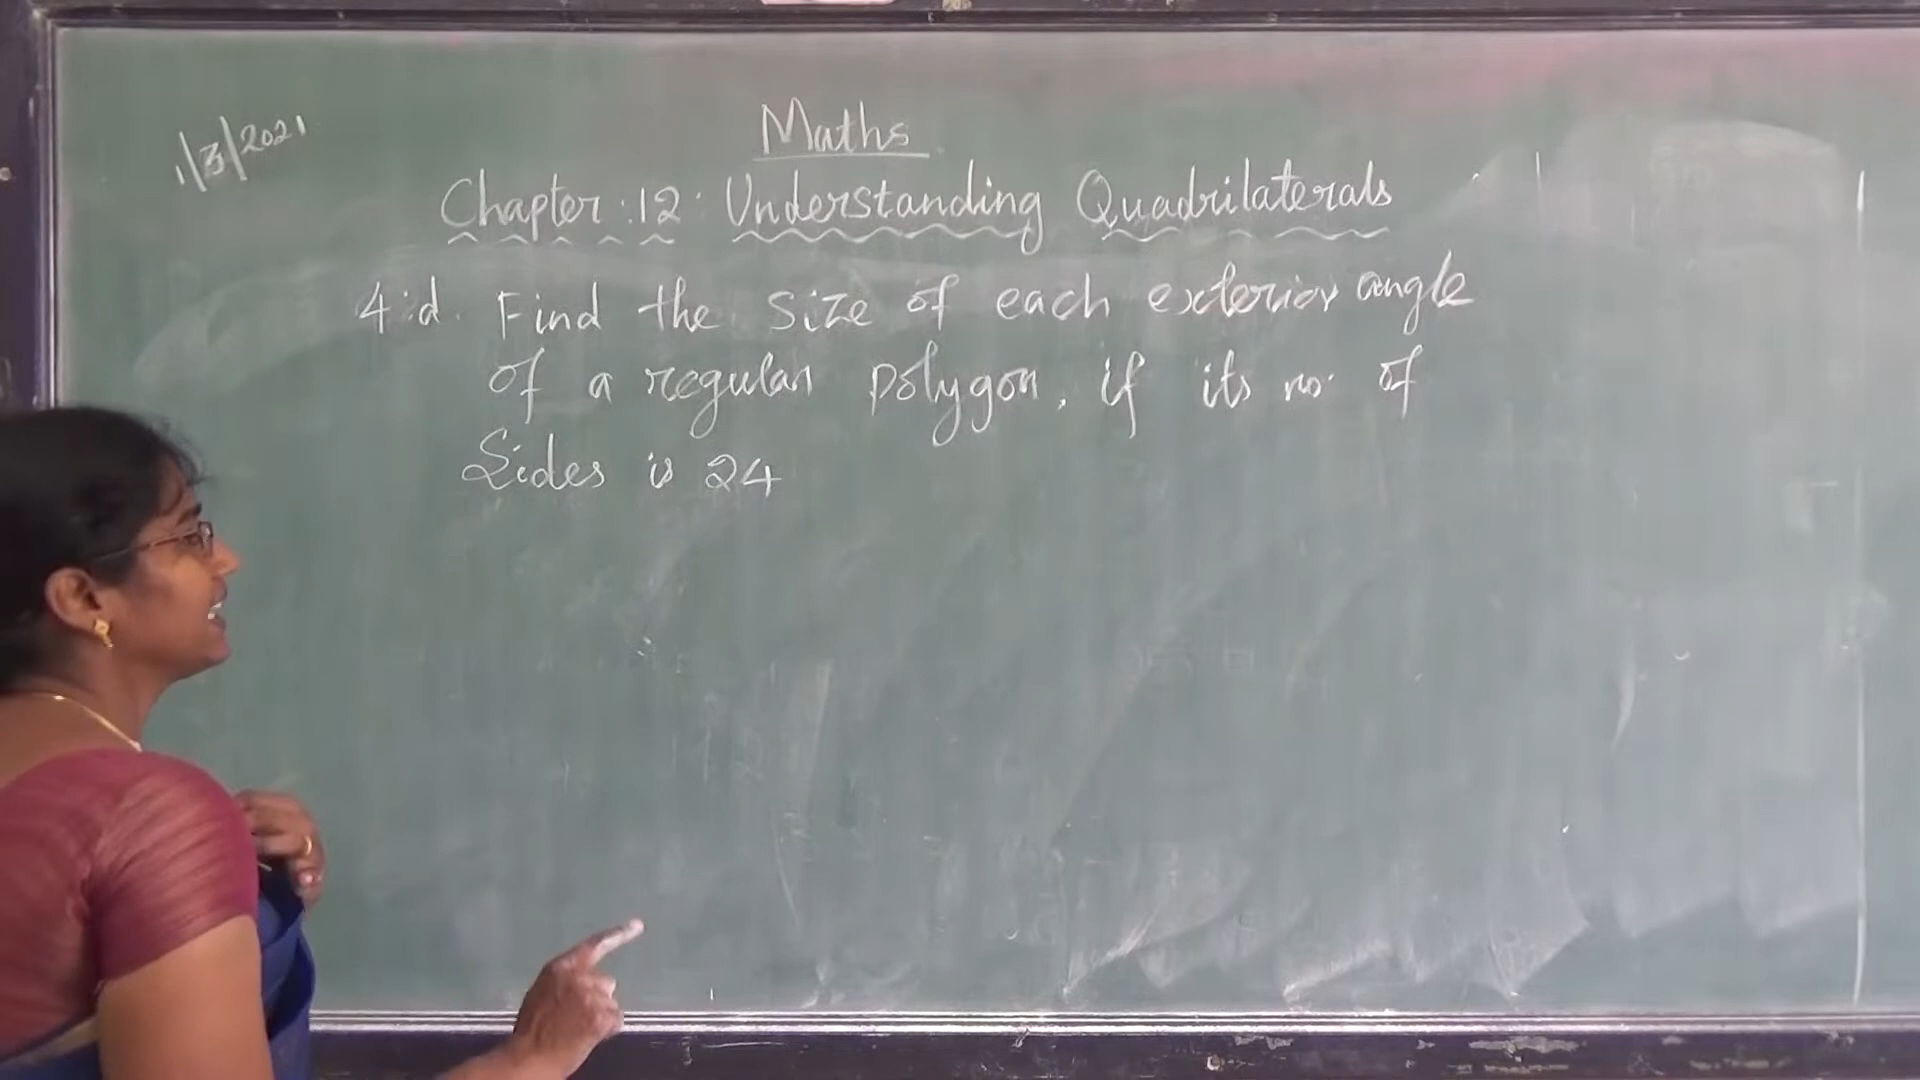 1/3/2021
Maths
Chapter:12: Understanding Quadrilaterals
4:d. Find the size of each exterior angle
of a regular polygon, if its no. of
Sides is 24